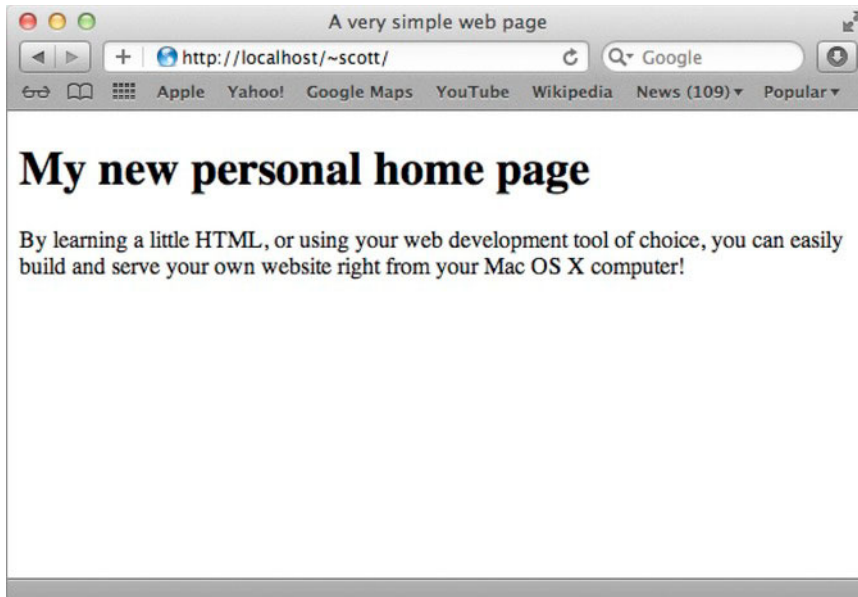 A very simple web page
http://localhost/~scott/
Google
Apple Yahoo! Google Maps YouTube Wikipedia News (109) Popular
My new personal home page
By learning a little HTML, or using your web development tool of choice, you can easily
build and serve your own website right from your Mac OS X computer!